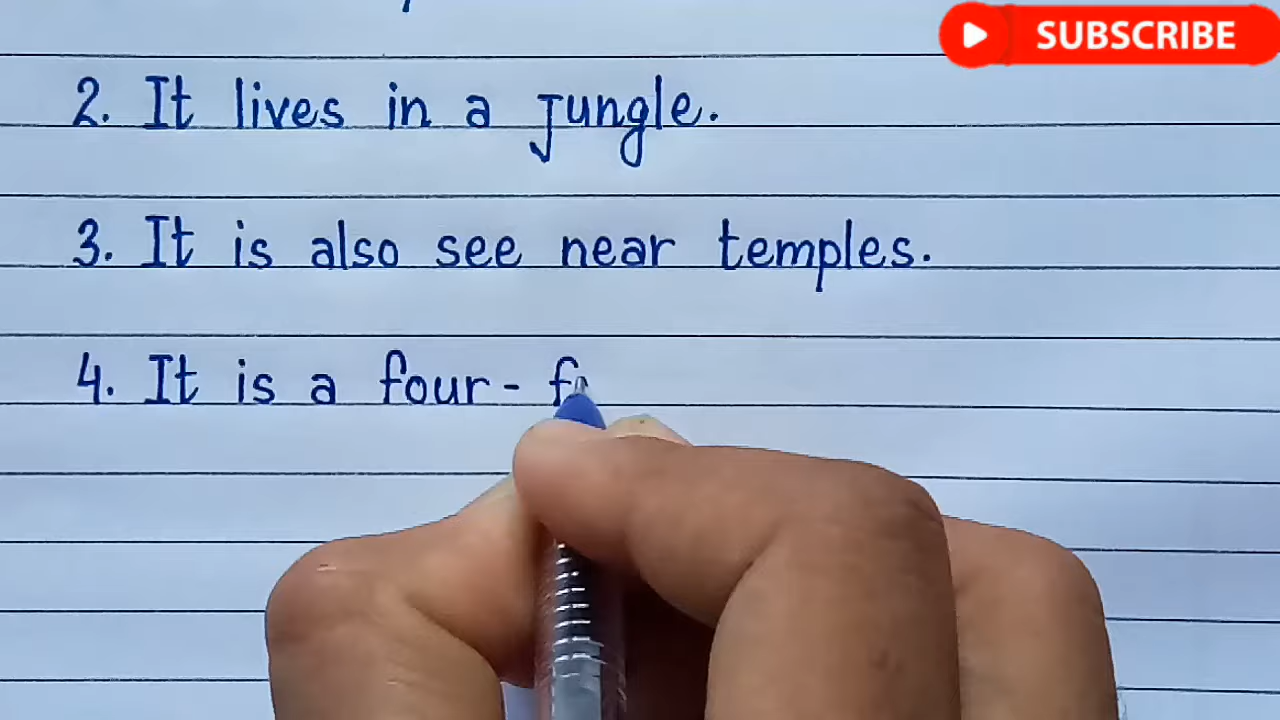 SUBSCRIBE
2. It lives in a jungle.
3. It is also see near temples.
4. It is a four-